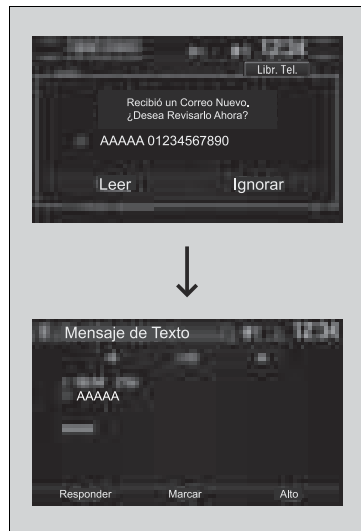 12:34
Libr. Tel.
Recibió un Correo Nuevo.
¿Desea Revisarlo Ahora?
AAAAA 01234567890
Leer
Ignorar
Mensaje de Texto
12:34
AAAAA
Responder
Marcar
Alto